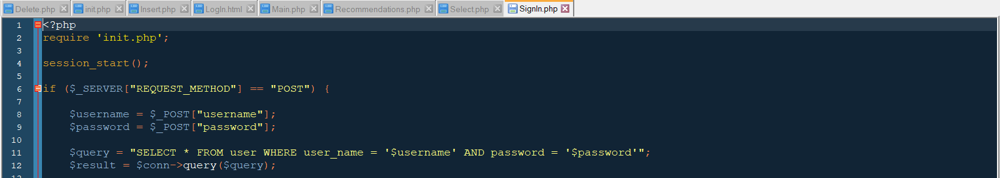 Delete.php init.php Insert.php LogIn.html Main.php Recommendations.php Select.php SignIn.php
1 <?php
2 require 'init.php';
3
4 session_start();
5
6 if ($_SERVER["REQUEST_METHOD"] == "POST") {
7
8 $username = $_POST["username"];
9 $password = $_POST["password"];
10
11 $query = "SELECT * FROM user WHERE user_name = '$username' AND password = '$password'";
12 $result = $conn->query($query);